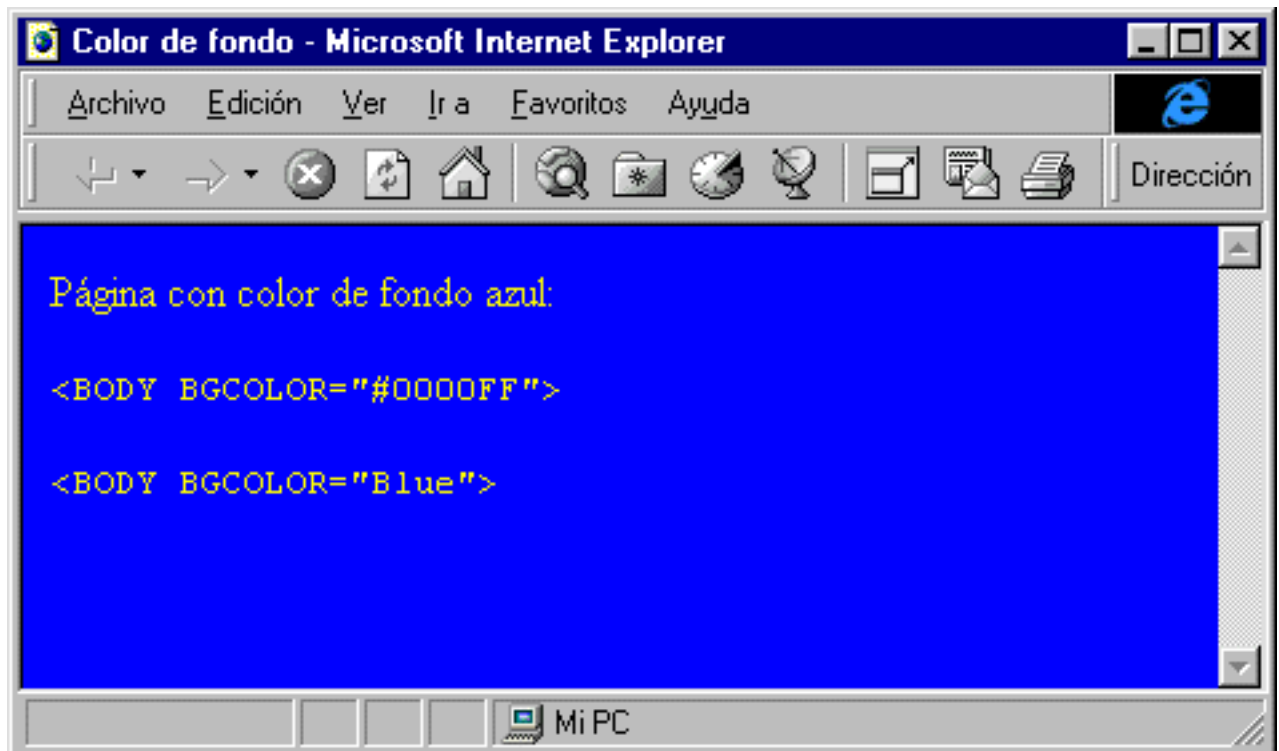 Color de fondo - Microsoft Internet Explorer
Archivo Edición Ver Ir a Favoritos Ayuda
Dirección
Página con color de fondo azul:
<BODY BGCOLOR="#0000FF">
<BODY BGCOLOR="Blue">
Mi PC